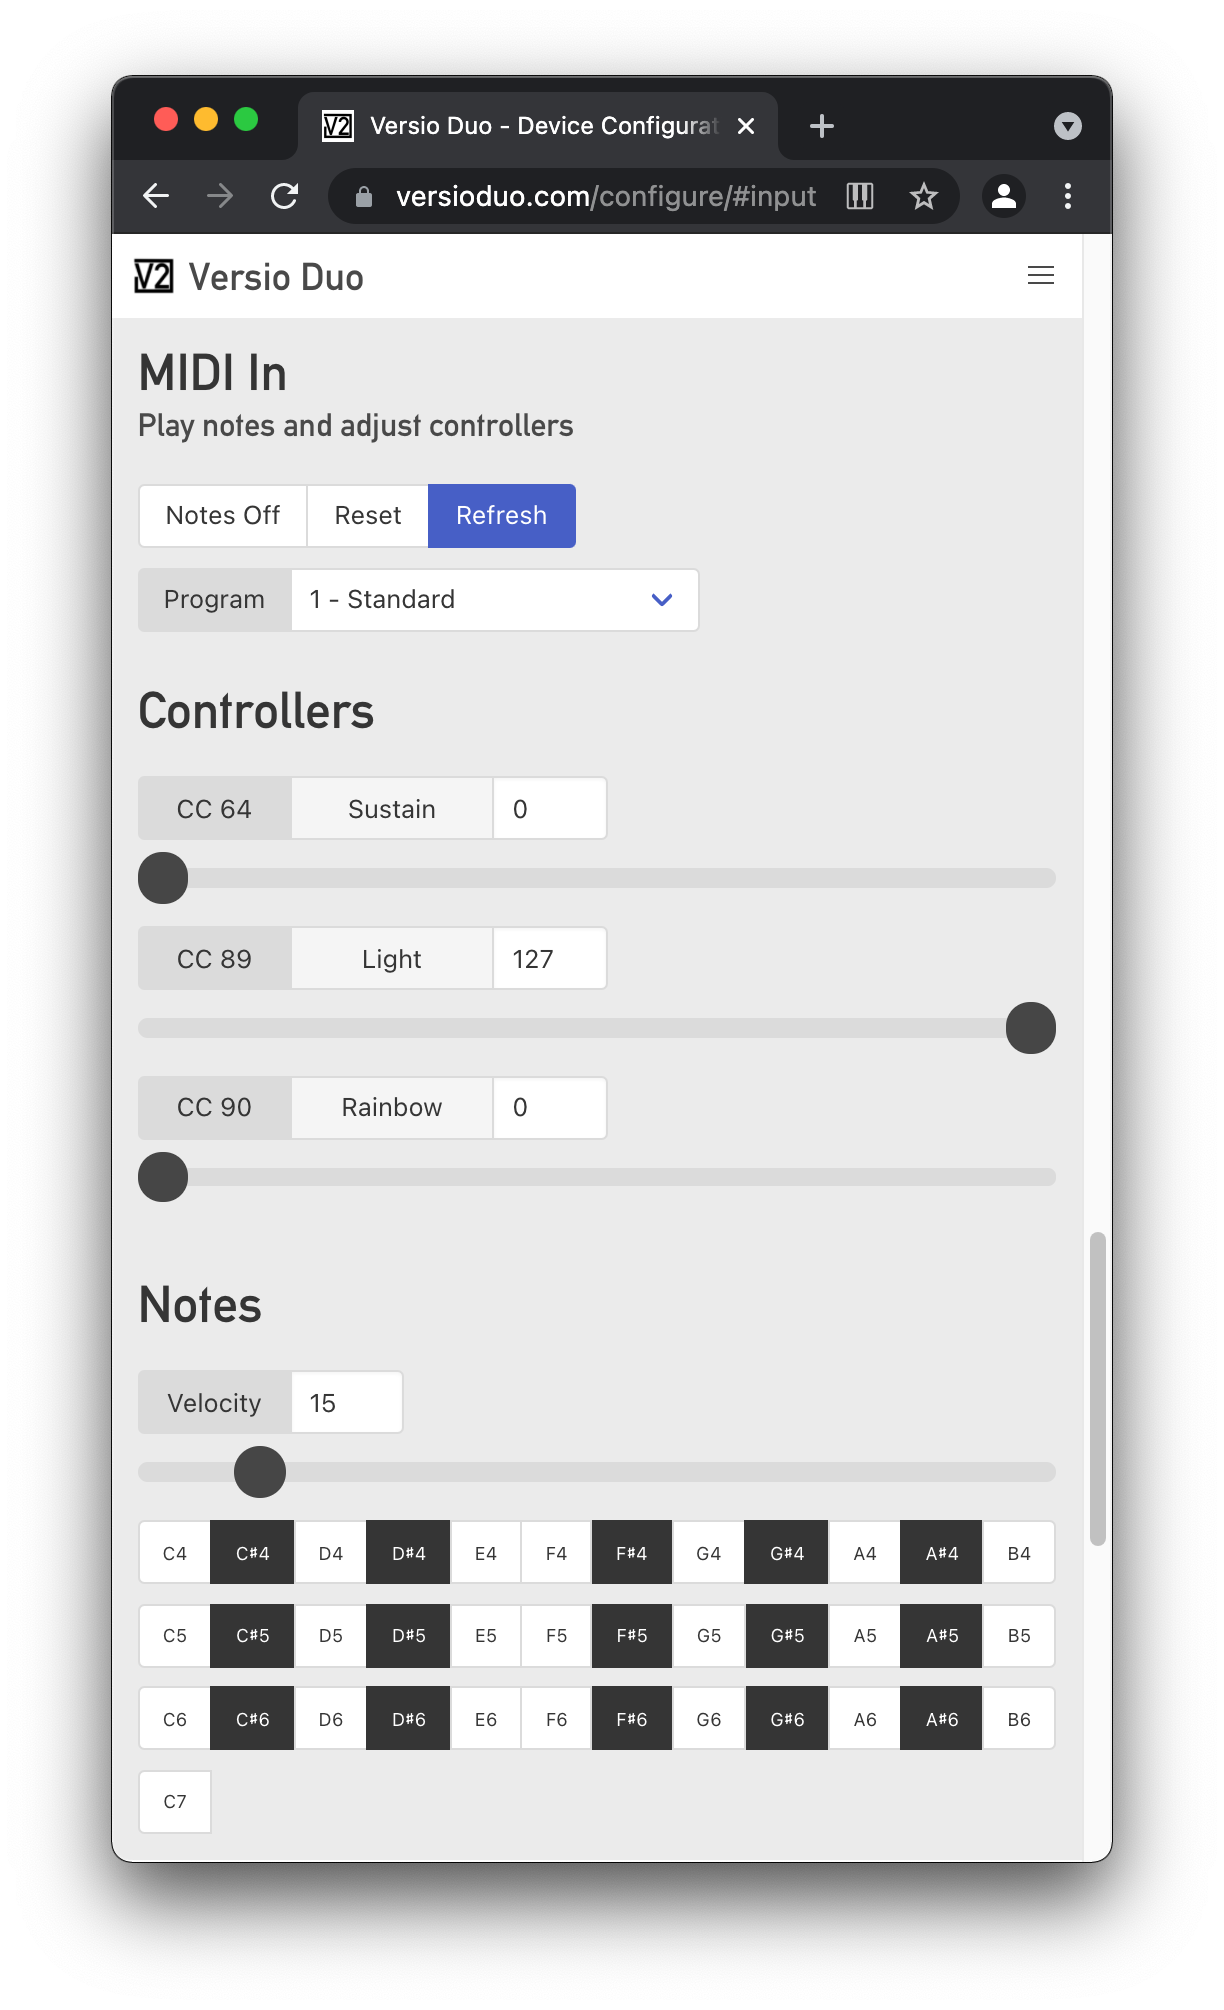 V2 Versio Duo - Device Configurat
versioduo.com/configure/#input
V2 Versio Duo
MIDI In
Play notes and adjust controllers
Notes Off Reset Refresh
Program 1 - Standard
Controllers
CC 64 Sustain 0
CC 89 Light 127
CC 90 Rainbow 0
Notes
Velocity 15
C4 C#4 D4 D#4 E4 F4 F#4 G4 G#4 A4 A#4 B4
C5 C#5 D5 D#5 E5 F5 F#5 G5 G#5 A5 A#5 B5
C6 C#6 D6 D#6 E6 F6 F#6 G6 G#6 A6 A#6 B6
C7